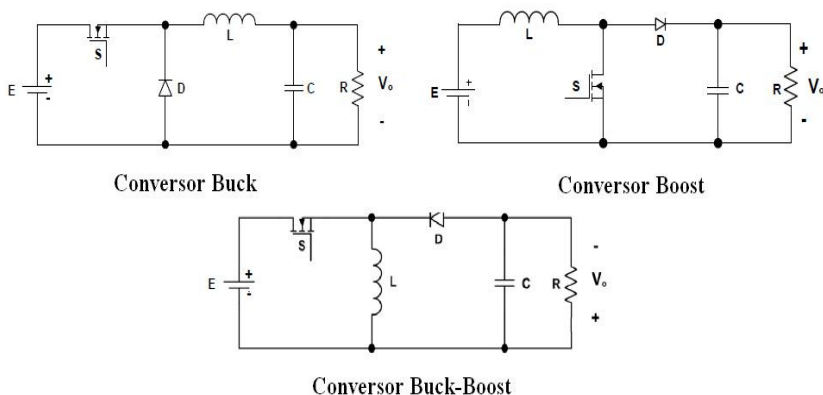 S
L
E
+
-
D
C
R
+
Vₒ
-
Conversor Buck
L
D
E
+
-
S
C
R
+
Vₒ
-
Conversor Boost
S
D
E
+
-
L
C
R
-
Vₒ
+
Conversor Buck-Boost